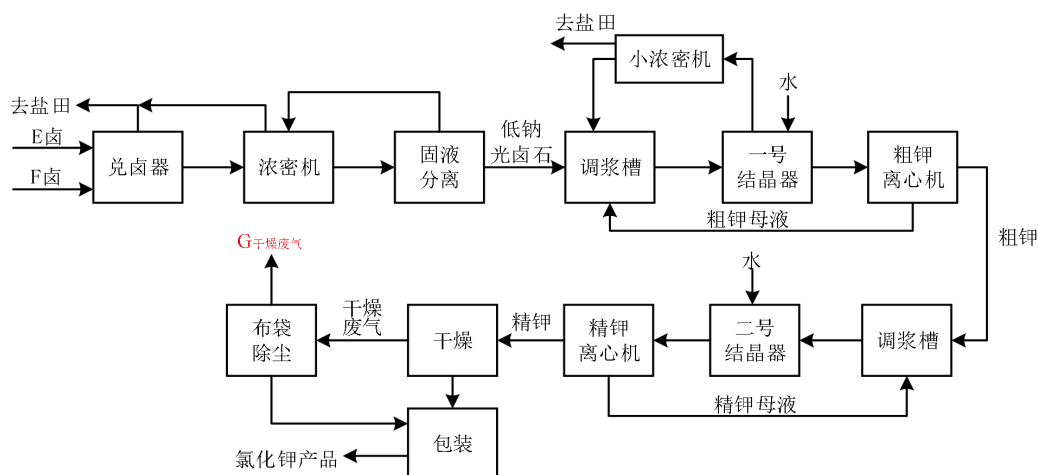 去盐田
小浓密机
水
去盐田
E卤
F卤
兑卤器
浓密机
固液
分离
低钠
光卤石
调浆槽
一号
结晶器
粗钾
离心机
粗钾母液
粗钾
G干燥废气
水
布袋
除尘
干燥
废气
干燥
精钾
精钾
离心机
二号
结晶器
调浆槽
精钾母液
包装
氯化钾产品